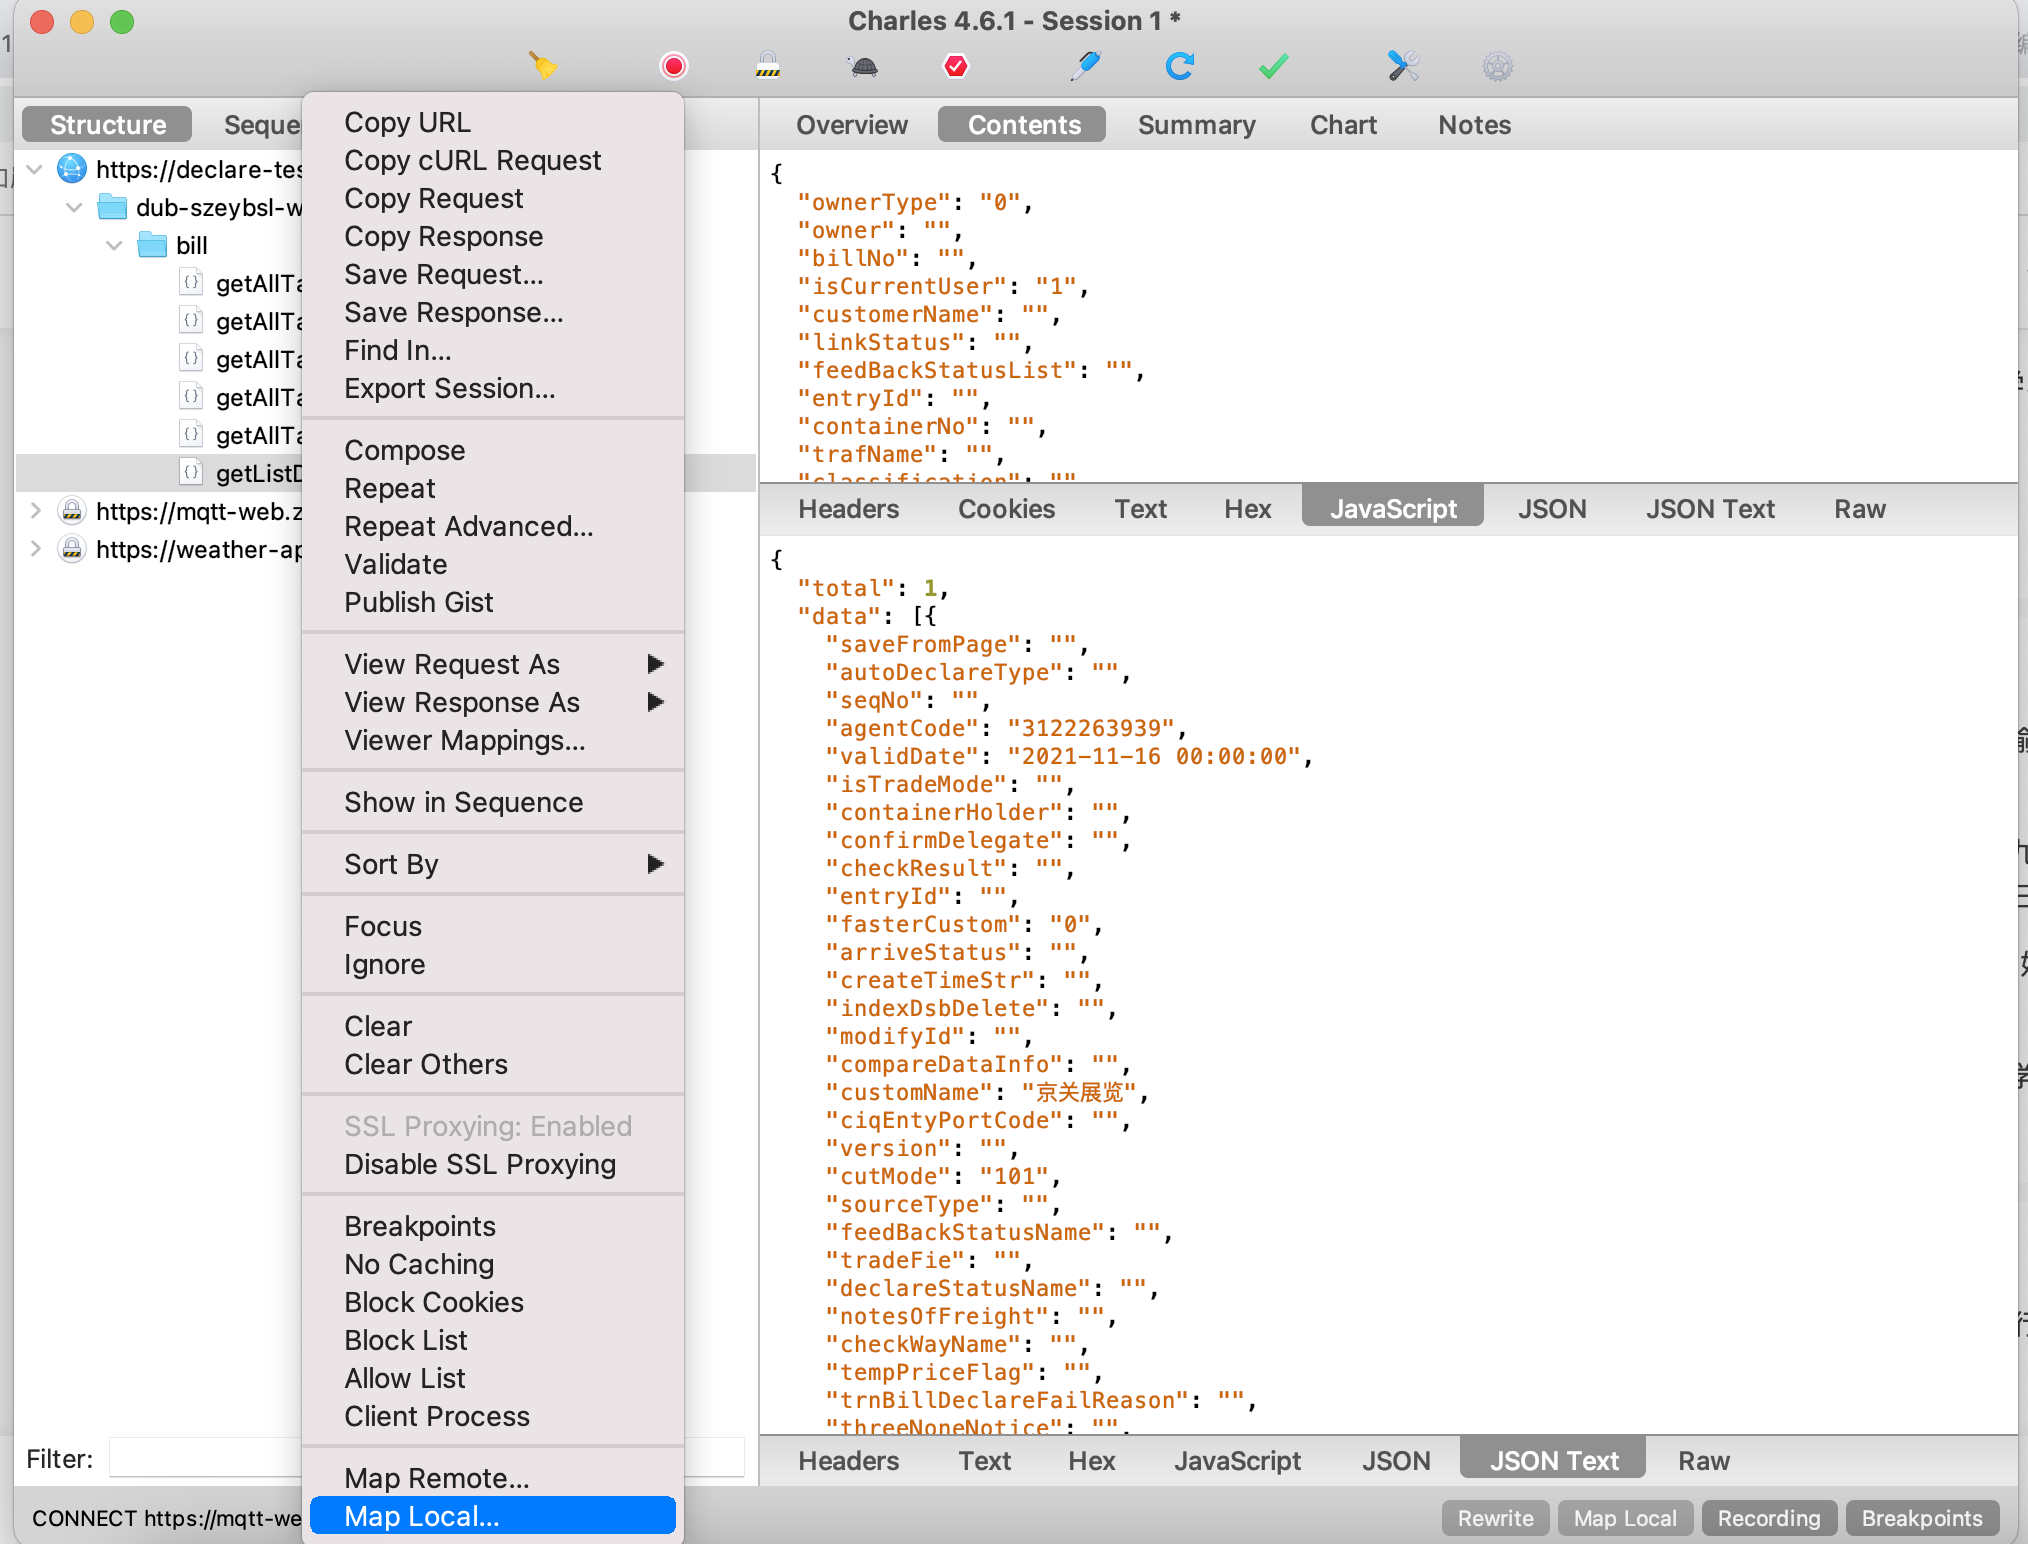 Charles 4.6.1 - Session 1 *
Structure
Seque
Overview
Contents
Summary
Chart
Notes
https://declare-tes
dub-szeybsl-w
bill
getAllTa
getAllTa
getAllTa
getAllTa
getAllTa
getListD
https://mqtt-web.z
https://weather-ap
Filter:
CONNECT https://mqtt-we
Copy URL
Copy cURL Request
Copy Request
Copy Response
Save Request...
Save Response...
Find In...
Export Session...
Compose
Repeat
Repeat Advanced...
Validate
Publish Gist
View Request As
View Response As
Viewer Mappings...
Show in Sequence
Sort By
Focus
Ignore
Clear
Clear Others
SSL Proxying: Enabled
Disable SSL Proxying
Breakpoints
No Caching
Block Cookies
Block List
Allow List
Client Process
Map Remote...
Map Local...
{
"ownerType": "0",
"owner": "",
"billNo": "",
"isCurrentUser": "1",
"customerName": "",
"linkStatus": "",
"feedBackStatusList": "",
"entryId": "",
"containerNo": "",
"trafName": "",
"classification": ""
Headers
Cookies
Text
Hex
JavaScript
JSON
JSON Text
Raw
{
"total": 1,
"data": [{
"saveFromPage": "",
"autoDeclareType": "",
"seqNo": "",
"agentCode": "3122263939",
"validDate": "2021-11-16 00:00:00",
"isTradeMode": "",
"containerHolder": "",
"confirmDelegate": "",
"checkResult": "",
"entryId": "",
"fasterCustom": "0",
"arriveStatus": "",
"createTimeStr": "",
"indexDsbDelete": "",
"modifyId": "",
"compareDataInfo": "",
"customName": "京关展览",
"ciqEntyPortCode": "",
"version": "",
"cutMode": "101",
"sourceType": "",
"feedBackStatusName": "",
"tradeFie": "",
"declareStatusName": "",
"notesOfFreight": "",
"checkWayName": "",
"tempPriceFlag": "",
"trnBillDeclareFailReason": "",
"threeNoneNotice": "",
Headers
Text
Hex
JavaScript
JSON
JSON Text
Raw
Rewrite
Map Local
Recording
Breakpoints